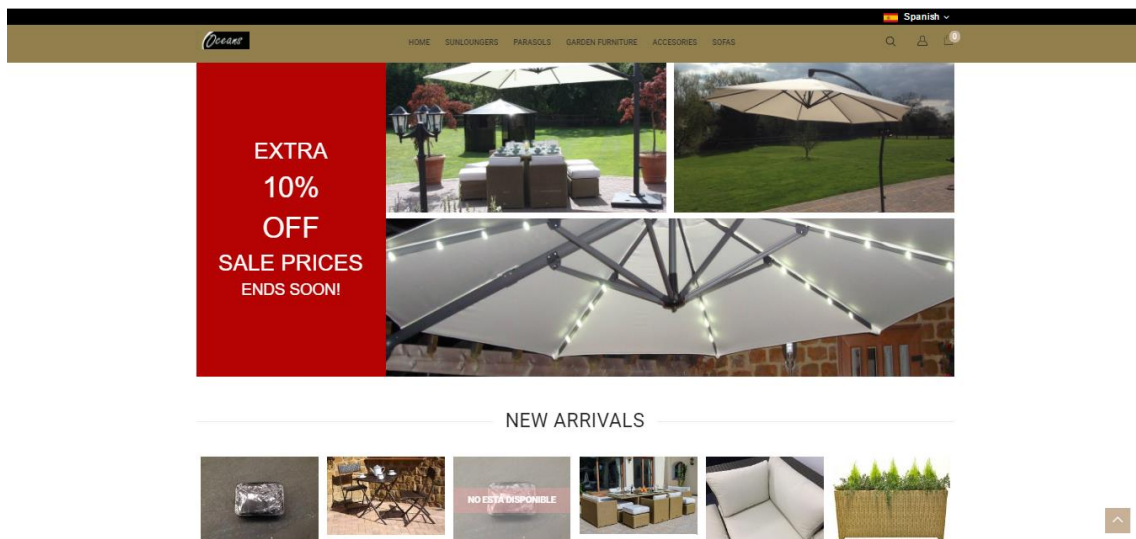 Spanish
Oceans
HOME SUNLOUNGERS PARASOLS GARDEN FURNITURE ACCESORIES SOFAS
0
EXTRA
10%
OFF
SALE PRICES
ENDS SOON!
NEW ARRIVALS
NO ESTÁ DISPONIBLE